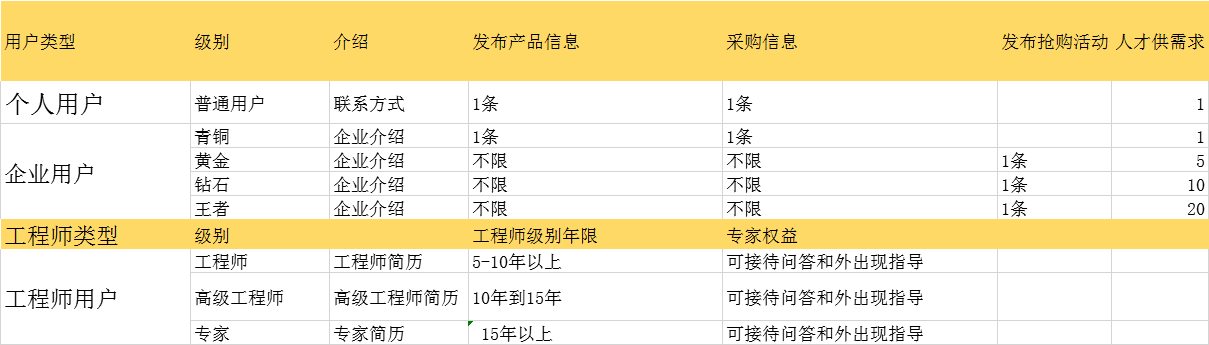 用户类型 级别 介绍 发布产品信息 采购信息 发布抢购活动 人才供需求
个人用户 普通用户 联系方式 1条 1条 1
企业用户 青铜 企业介绍 1条 1条 1
黄金 企业介绍 不限 不限 1条 5
钻石 企业介绍 不限 不限 1条 10
王者 企业介绍 不限 不限 1条 20
工程师类型 级别 工程师级别年限 专家权益
工程师用户 工程师 工程师简历 5-10年以上 可接待问答和外出现指导
高级工程师 高级工程师简历 10年到15年 可接待问答和外出现指导
专家 专家简历 15年以上 可接待问答和外出现指导